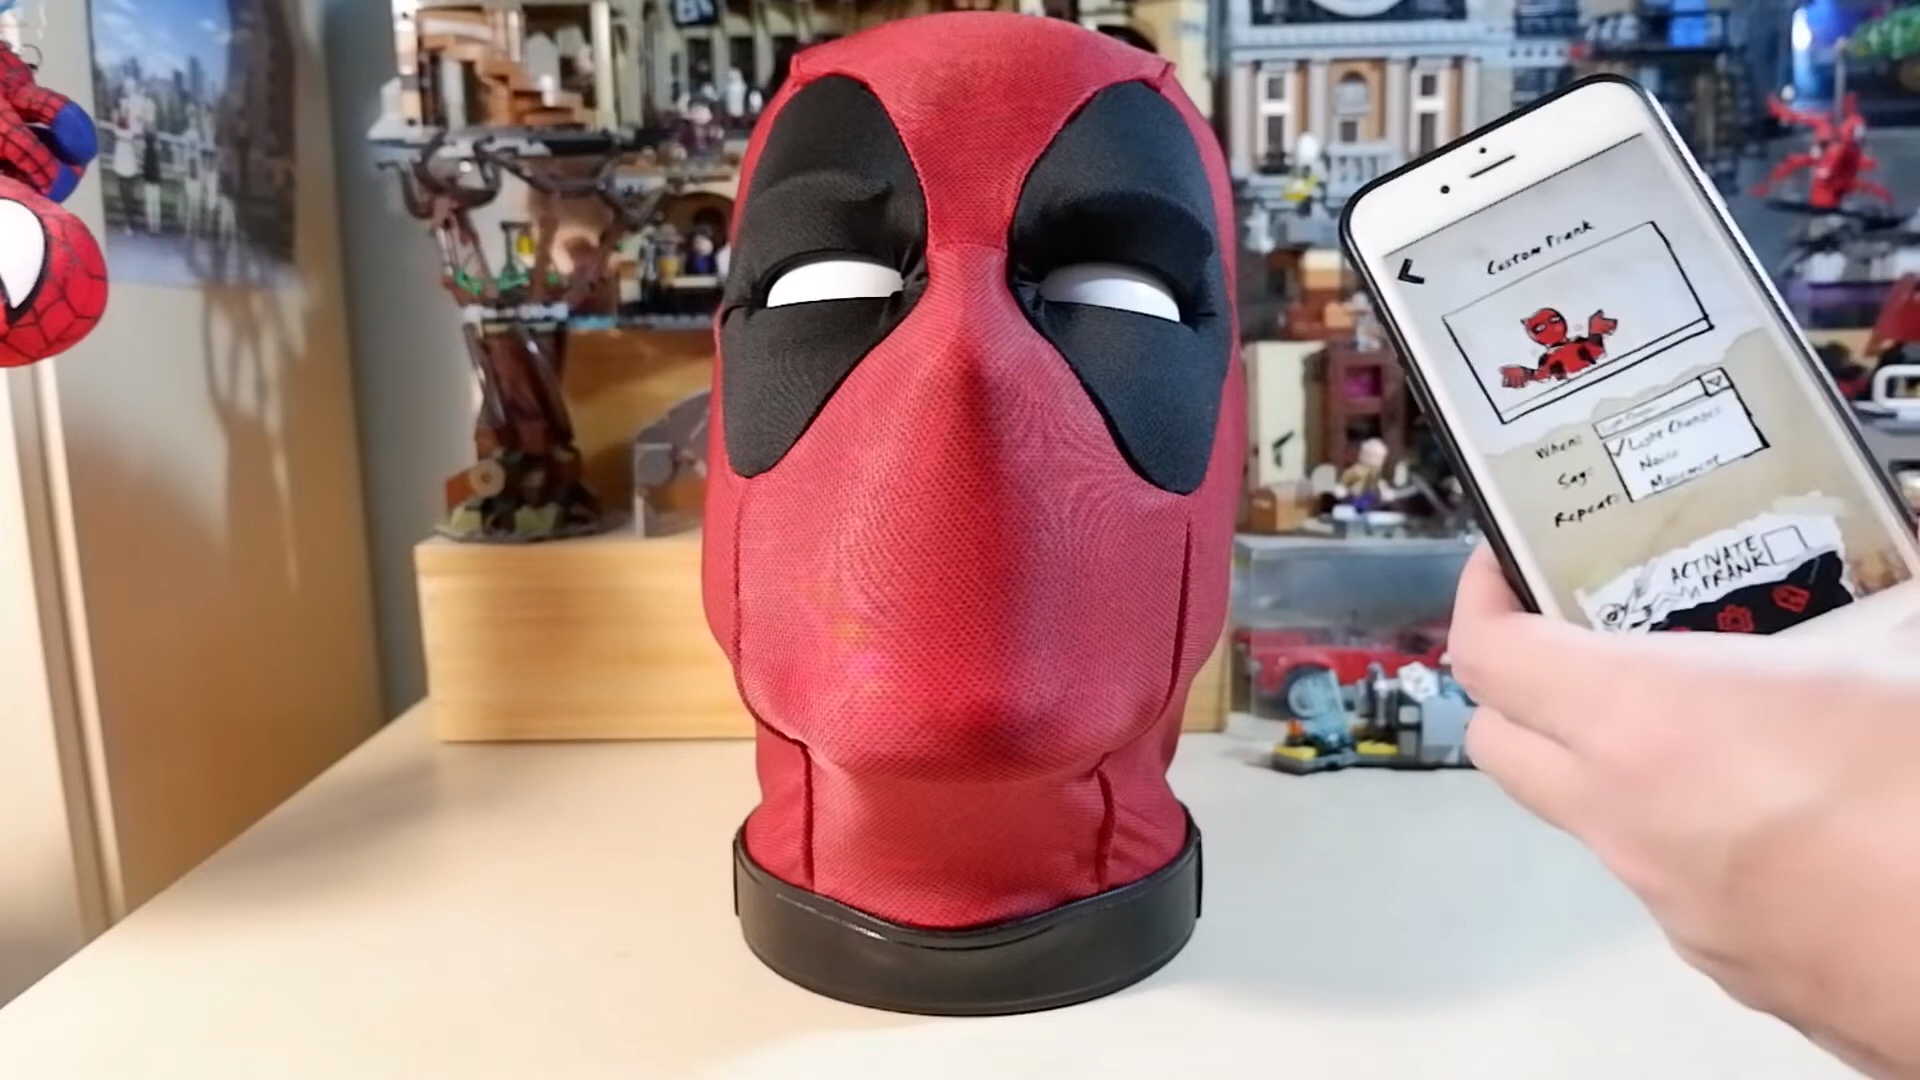 Custom Prank
When:
✓Light Changes
Noise
Say:
Movement
Repeat:
ACTIVATE
PRANK